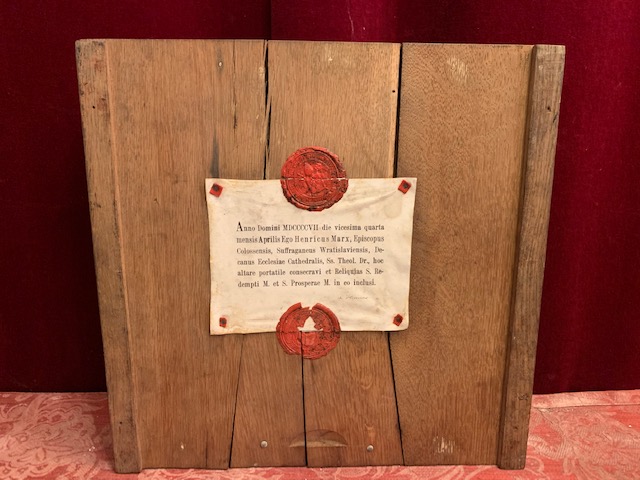 Anno Domini MDCCCCVII die vicesima quarta
mensis Aprilis Ego Henricus Marx, Episcopus
Colossensis, Suffraganeus Wratislaviensis, De-
canus Ecclesiae Cathedralis, Ss. Theol. Dr., hoc
altare portatile consecravi et Reliquias S. Re-
dempti M. et S. Prosperae M. in eo inclusi.